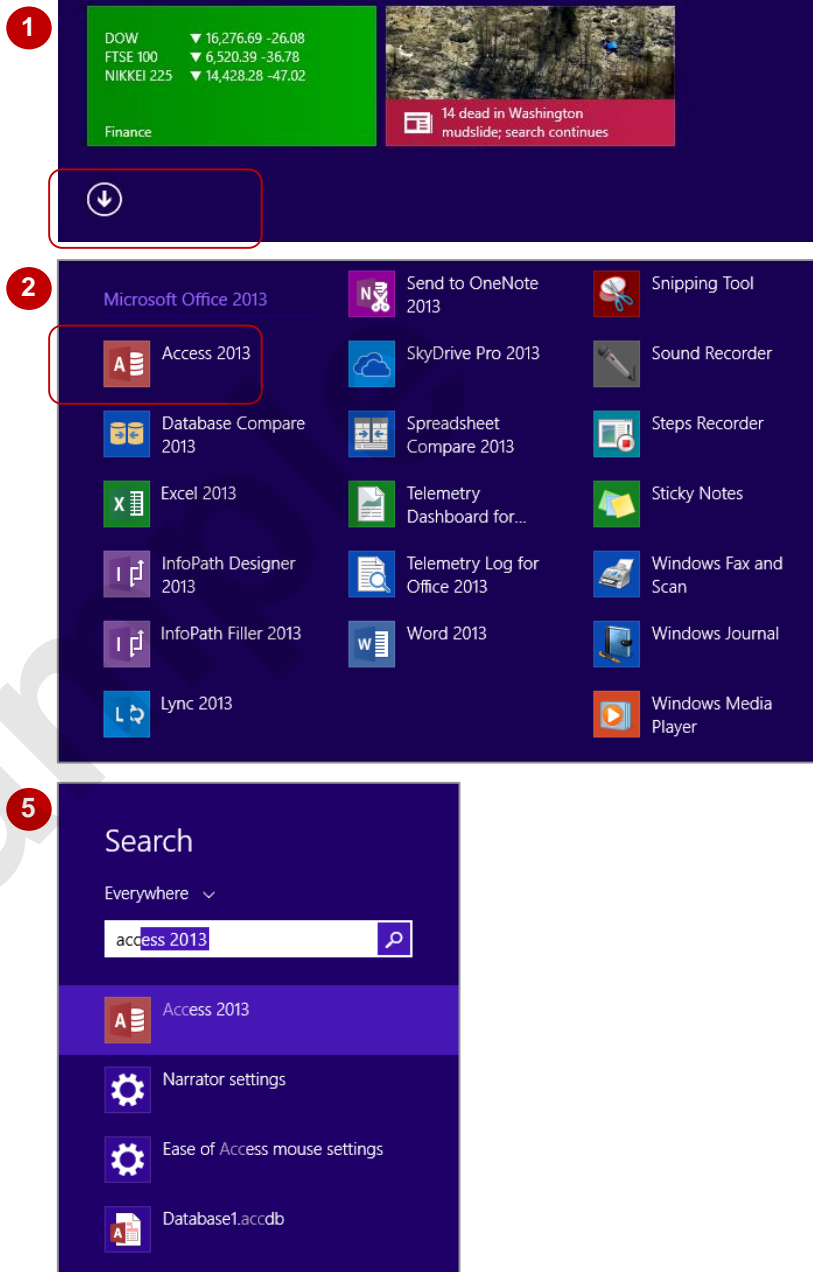 1
DOW ▼ 16,276.69 -26.08
FTSE 100 ▼ 6,520.39 -36.78
NIKKEI 225 ▼ 14,428.28 -47.02
Finance
14 dead in Washington
mudslide; search continues
2
Microsoft Office 2013
Access 2013
Database Compare
2013
Excel 2013
InfoPath Designer
2013
InfoPath Filler 2013
Lync 2013
Send to OneNote
2013
SkyDrive Pro 2013
Spreadsheet
Compare 2013
Telemetry
Dashboard for...
Telemetry Log for
Office 2013
Word 2013
Snipping Tool
Sound Recorder
Steps Recorder
Sticky Notes
Windows Fax and
Scan
Windows Journal
Windows Media
Player
5
Search
Everywhere
access 2013
Access 2013
Narrator settings
Ease of Access mouse settings
Database1.accdb